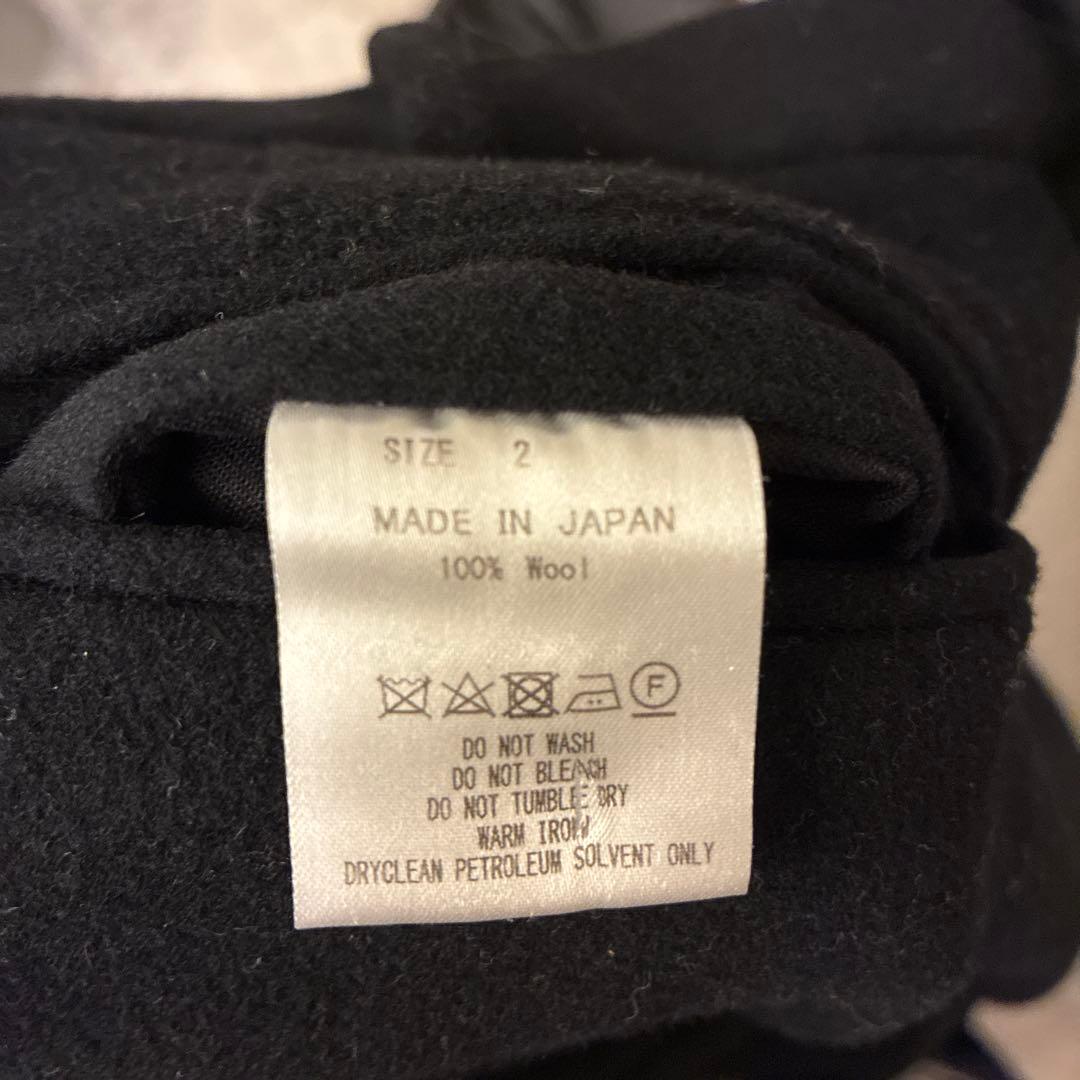 SIZE 2
MADE IN JAPAN
100% Wool
F
DO NOT WASH
DO NOT BLEACH
DO NOT TUMBLE DRY
WARM IRON
DRYCLEAN PETROLEUM SOLVENT ONLY